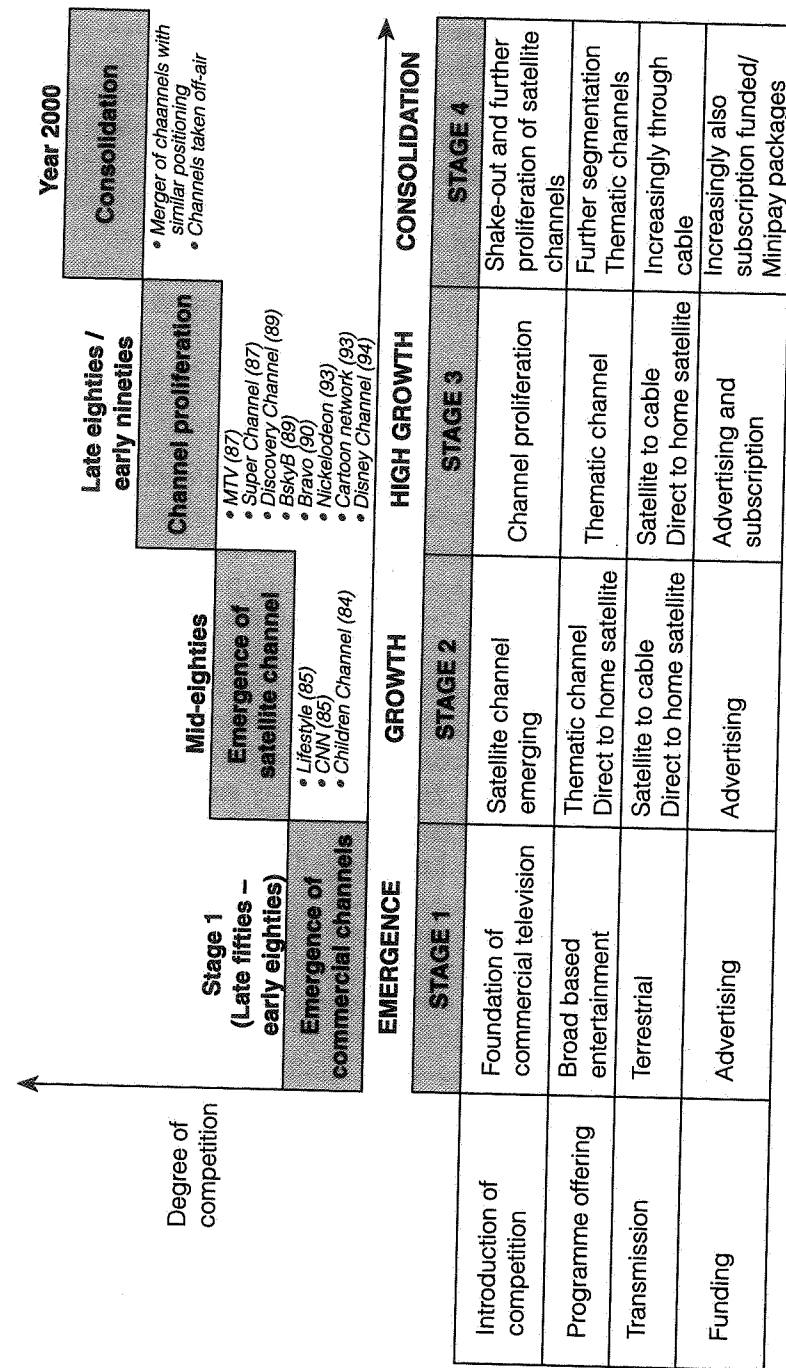 Degree of
competition
Stage 1
(Late fifties –
early eighties)
Emergence of
commercial channels
Mid-eighties
Emergence of
satellite channel
• Lifestyle (85)
• CNN (85)
• Children Channel (84)
Late eighties /
early nineties
Channel proliferation
• MTV (87)
• Super Channel (87)
• Discovery Channel (89)
• BskyB (89)
• Bravo (90)
• Nickelodeon (93)
• Cartoon network (93)
• Disney Channel (94)
Year 2000
Consolidation
• Merger of chaannels with
similar positioning
• Channels taken off-air
EMERGENCE
GROWTH
HIGH GROWTH
CONSOLIDATION
STAGE 1
STAGE 2
STAGE 3
STAGE 4
Introduction of
competition
Foundation of
commercial television
Satellite channel
emerging
Channel proliferation
Shake-out and further
proliferation of satellite
channels
Programme offering
Broad based
entertainment
Thematic channel
Direct to home satellite
Thematic channel
Further segmentation
Thematic channels
Transmission
Terrestrial
Satellite to cable
Direct to home satellite
Satellite to cable
Direct to home satellite
Increasingly through
cable
Funding
Advertising
Advertising
Advertising and
subscription
Increasingly also
subscription funded/
Minipay packages